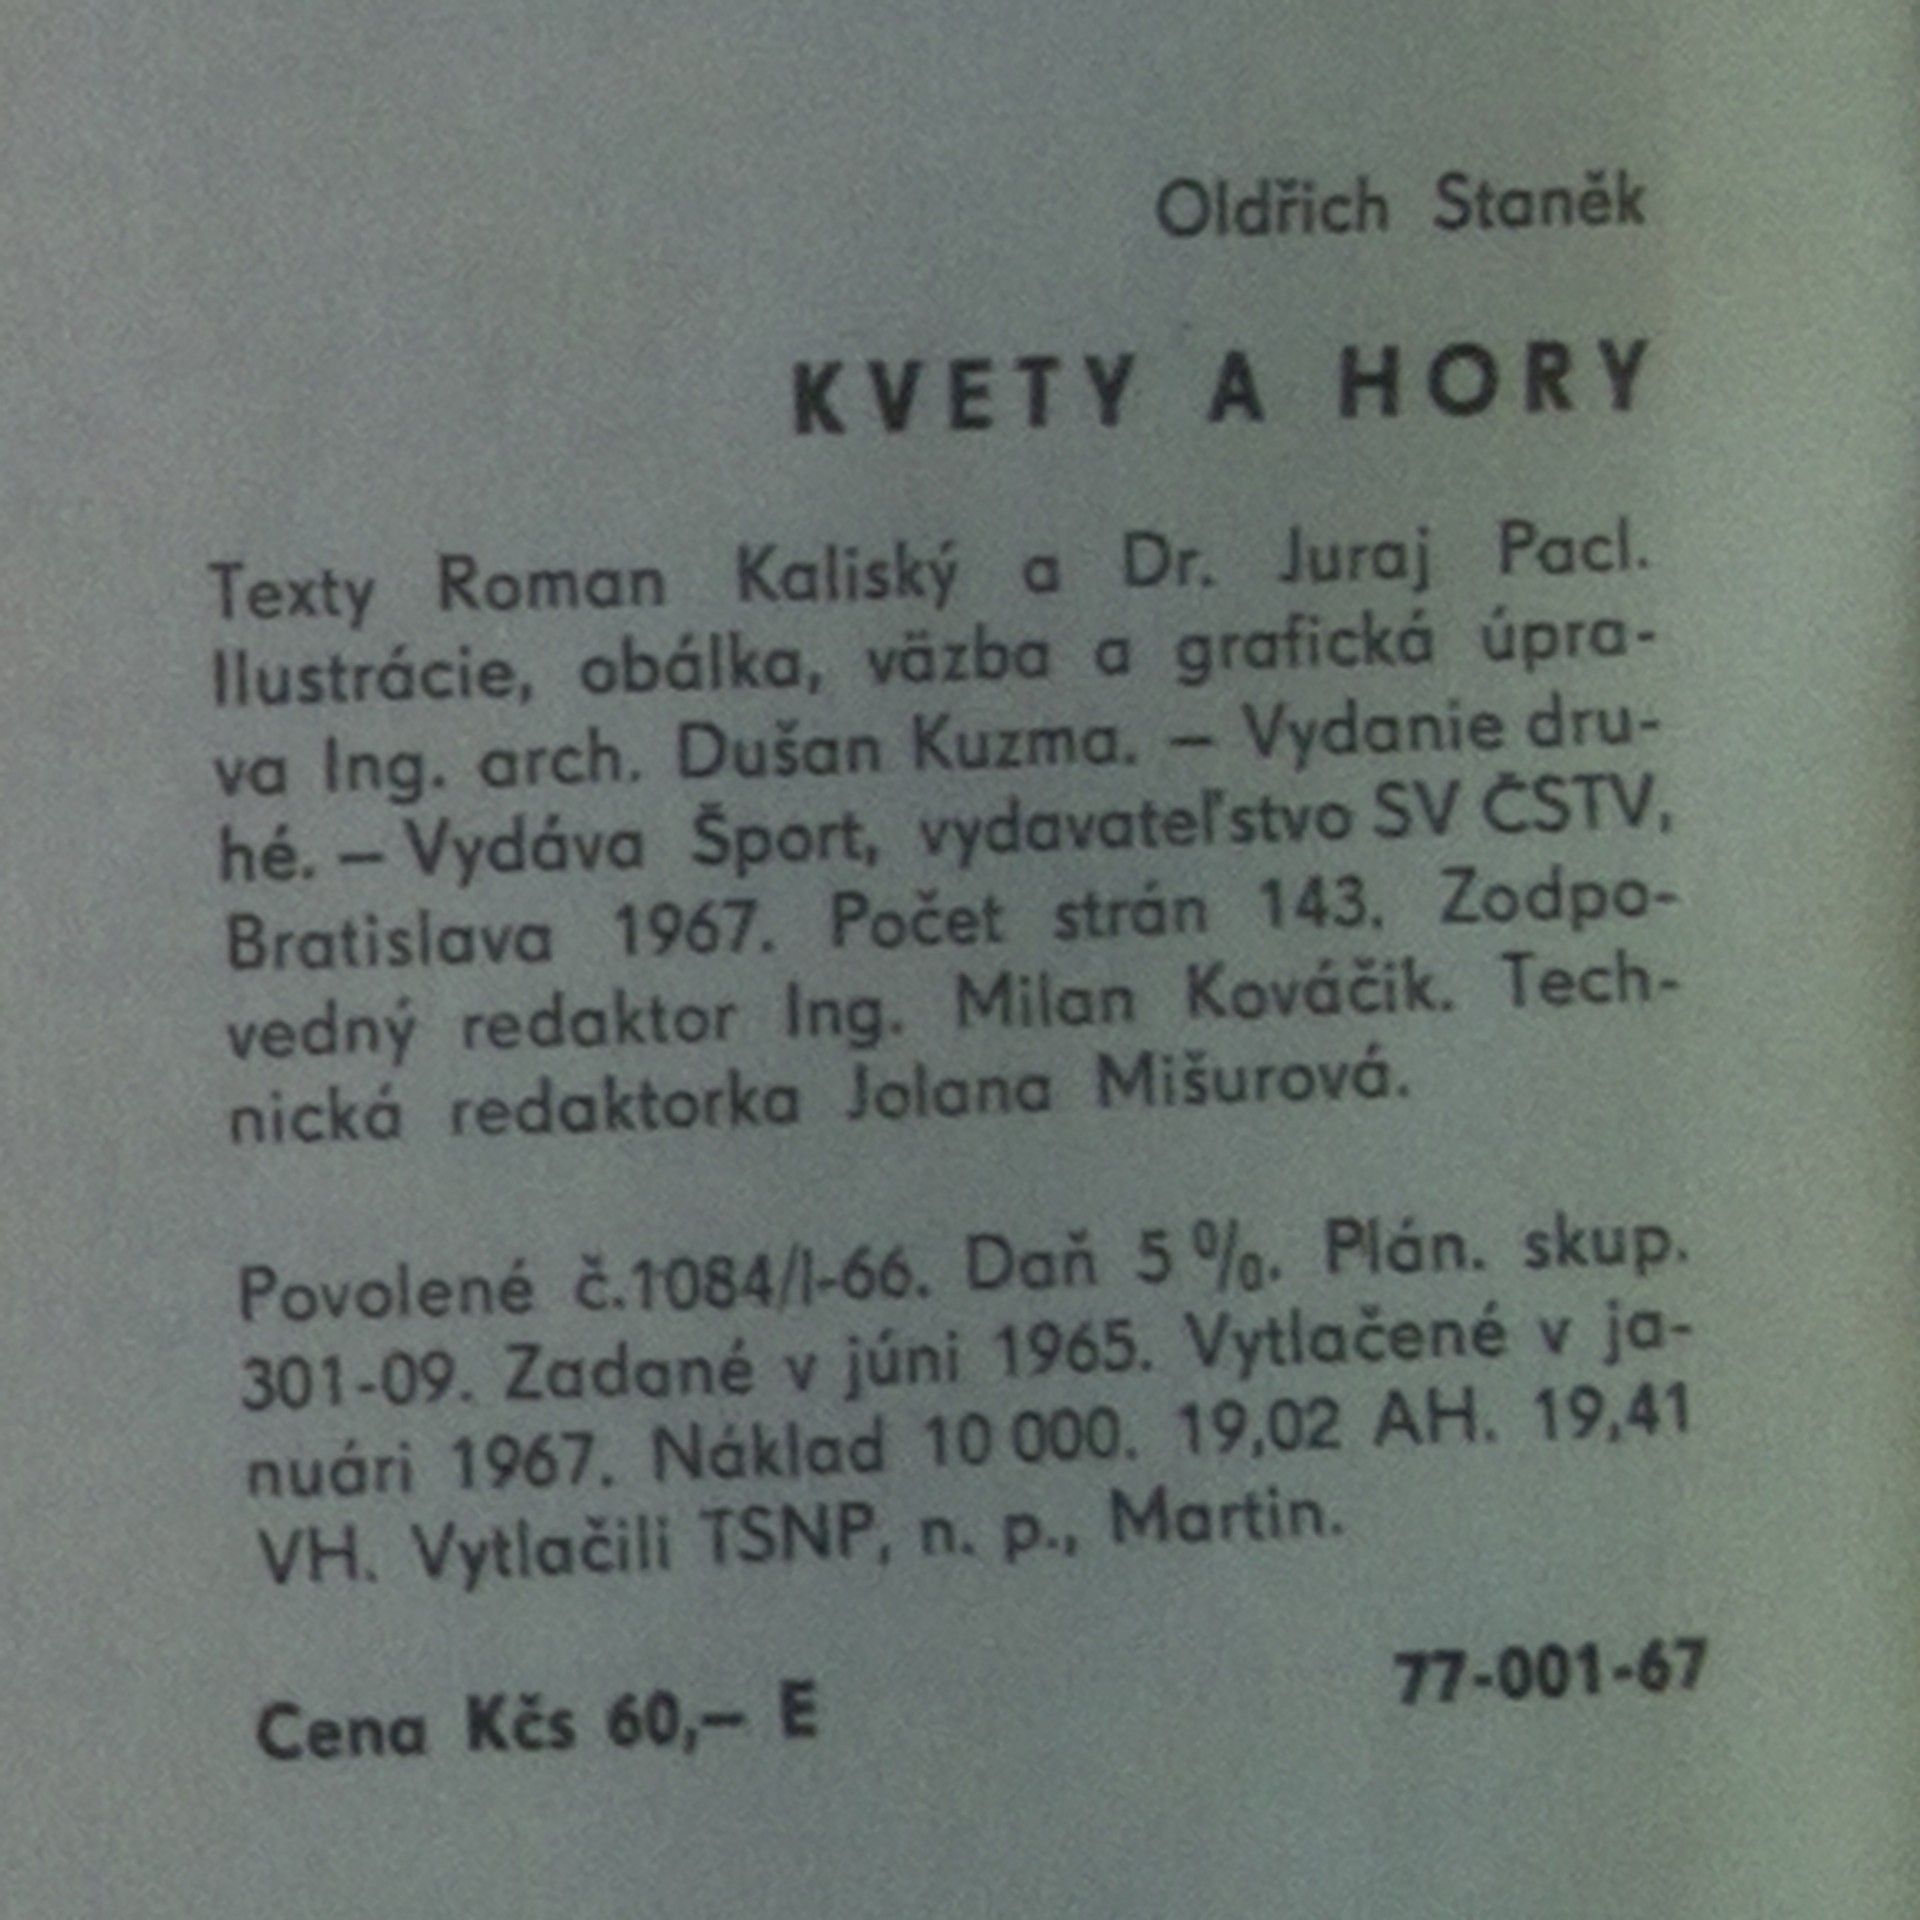 Oldřich Staněk
KVETY A HORY
Texty Roman Kaliský a Dr. Juraj Pacl.
Ilustrácie, obálka, väzba a grafická úpra-
va Ing. arch. Dušan Kuzma. — Vydanie dru-
hé. — Vydáva Šport, vydavateľstvo SV ČSTV,
Bratislava 1967. Počet strán 143. Zodpo-
vedný redaktor Ing. Milan Kováčik. Tech-
nická redaktorka Jolana Mišurová.
Povolené č.1084/I-66. Daň 5 %. Plán. skup.
301-09. Zadané v júni 1965. Vytlačené v ja-
nuári 1967. Náklad 10 000. 19,02 AH. 19,41
VH. Vytlačili TSNP, n. p., Martin.
Cena Kčs 60,— E 77-001-67